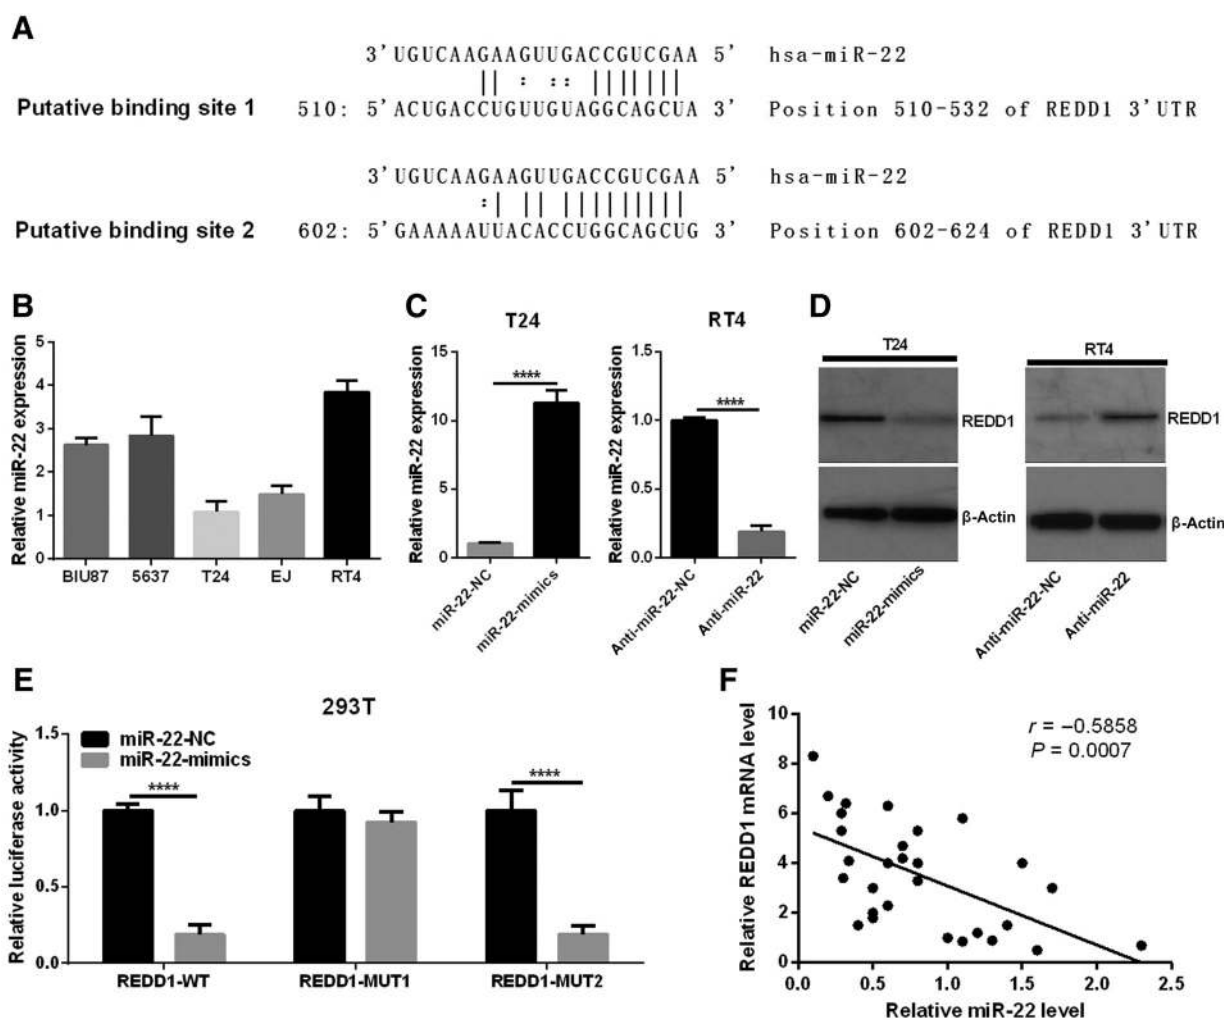 A
3' UGUCAAGAAGUUGACCGUCGAA 5' hsa-miR-22
Putative binding site 1 510: 5' ACUGACCUGUUGUAGGCAGCUA 3' Position 510-532 of REDD1 3'UTR
3' UGUCAAGAAGUUGACCGUCGAA 5' hsa-miR-22
Putative binding site 2 602: 5' GAAAAAUUACACCUGGCAGCUG 3' Position 602-624 of REDD1 3'UTR
B
Relative miR-22 expression
5
4
3
2
1
0
BIU87 5637 T24 EJ RT4
C
T24
Relative miR-22 expression
15
10
5
0
****
miR-22-NC
miR-22-mimics
RT4
Relative miR-22 expression
1.5
1.0
0.5
0.0
****
Anti-miR-22-NC
Anti-miR-22
D
T24
REDD1
β-Actin
miR-22-NC
miR-22-mimics
RT4
REDD1
β-Actin
Anti-miR-22-NC
Anti-miR-22
E
293T
miR-22-NC
miR-22-mimics
Relative luciferase activity
1.5
1.0
0.5
0.0
****
****
REDD1-WT REDD1-MUT1 REDD1-MUT2
F
r = −0.5858
P = 0.0007
Relative REDD1 mRNA level
10
8
6
4
2
0
0.0 0.5 1.0 1.5 2.0 2.5
Relative miR-22 level